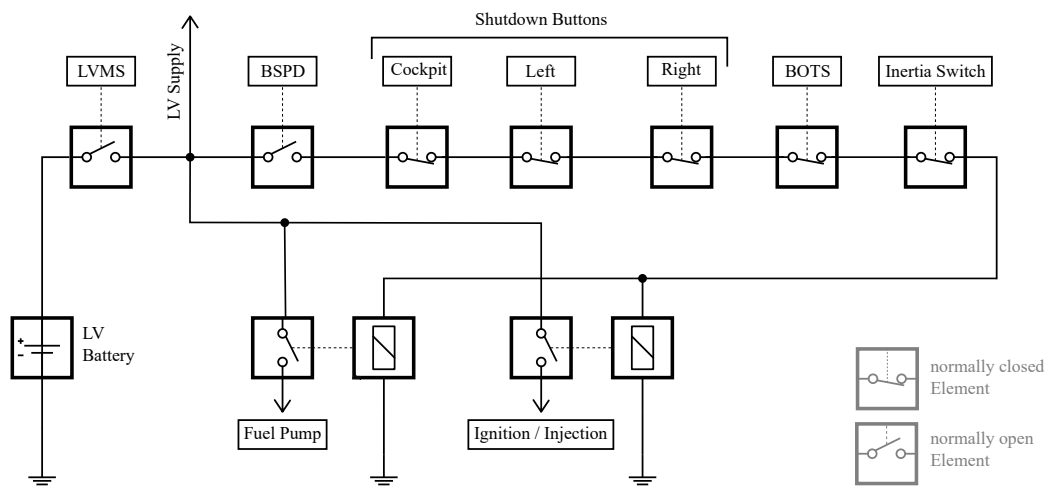 Shutdown Buttons
LV Supply
LVMS
BSPD
Cockpit
Left
Right
BOTS
Inertia Switch
+
-
LV
Battery
Fuel Pump
Ignition / Injection
normally closed
Element
normally open
Element